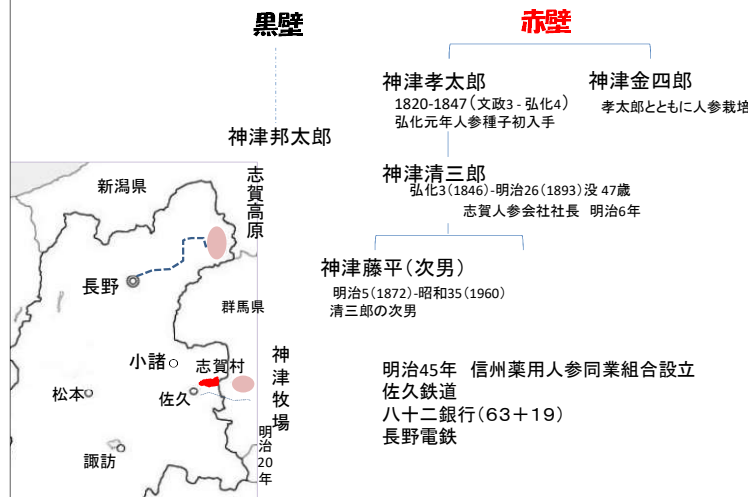 黒壁
赤壁
神津孝太郎
1820-1847(文政3 - 弘化4)
弘化元年人参種子初入手
神津金四郎
孝太郎とともに人参栽培
神津邦太郎
神津清三郎
弘化3(1846)-明治26(1893)没 47歳
志賀人参会社社長 明治6年
神津藤平(次男)
明治5(1872)-昭和35(1960)
清三郎の次男
新潟県
志賀高原
長野
群馬県
小諸
志賀村
松本
佐久
諏訪
神津牧場
明治20年
明治45年 信州薬用人参同業組合設立
佐久鉄道
八十二銀行(63+19)
長野電鉄